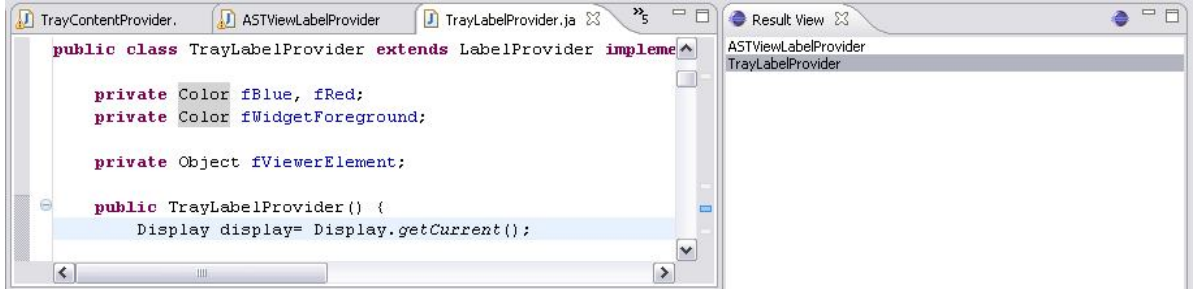 TrayContentProvider. ASTViewLabelProvider TrayLabelProvider.ja »5 Result View
public class TrayLabelProvider extends LabelProvider impleme
ASTViewLabelProvider
TrayLabelProvider
private Color fBlue, fRed;
private Color fWidgetForeground;
private Object fViewerElement;
public TrayLabelProvider() {
Display display= Display.getCurrent();